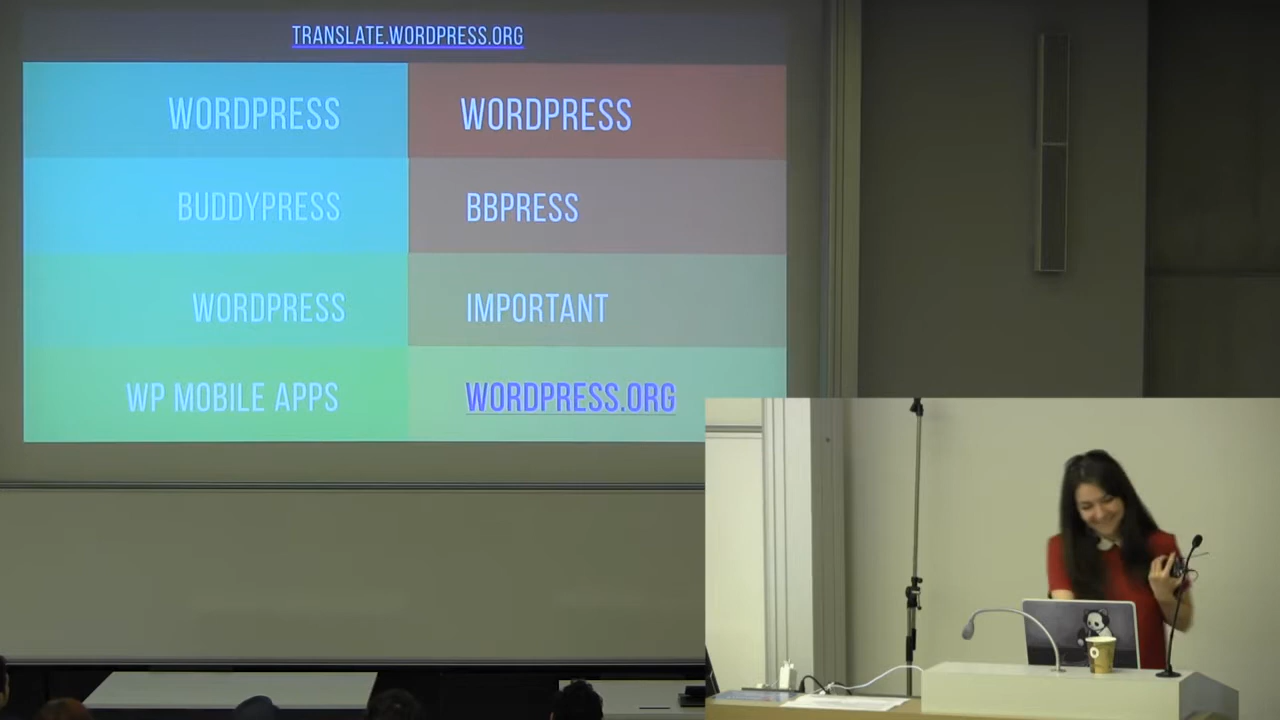 TRANSLATE.WORDPRESS.ORG
WORDPRESS WORDPRESS
BUDDYPRESS BBPRESS
WORDPRESS IMPORTANT
WP MOBILE APPS WORDPRESS.ORG